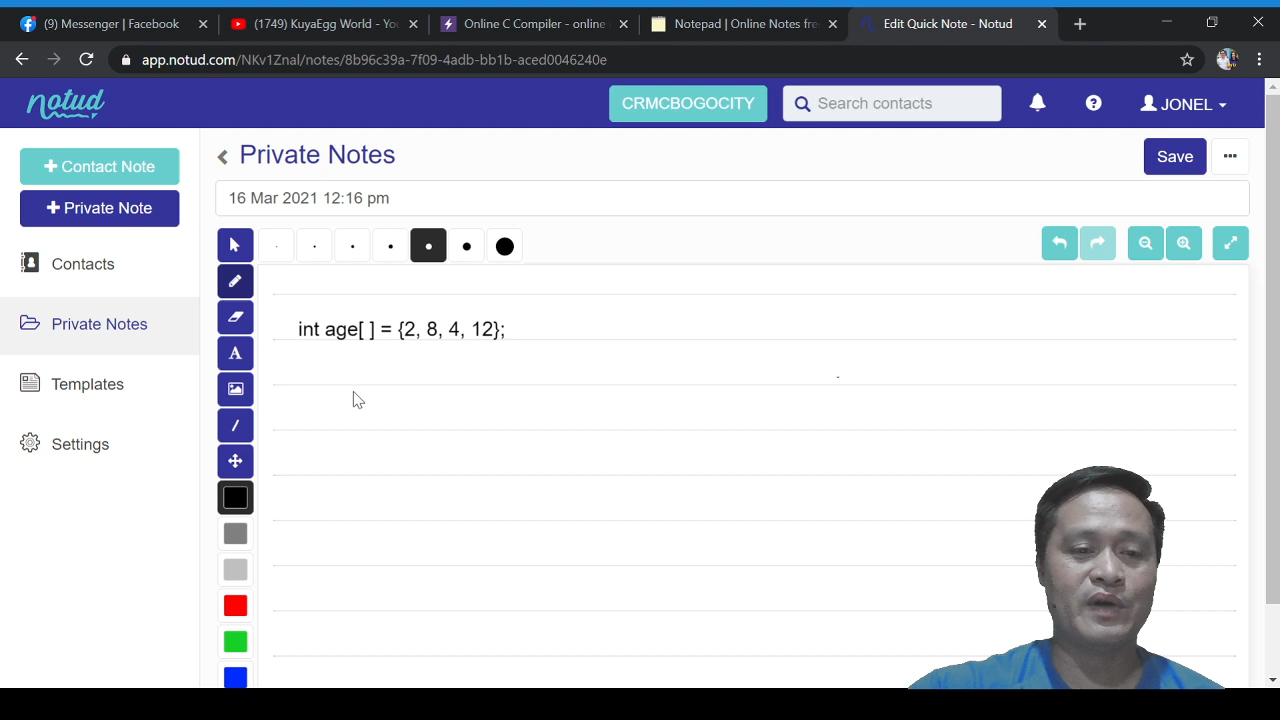 (9) Messenger | Facebook
(1749) KuyaEgg World - Yo
Online C Compiler - online
Notepad | Online Notes fre
Edit Quick Note - Notud
app.notud.com/NKv1Znal/notes/8b96c39a-7f09-4adb-bb1b-aced0046240e
notud
CRMCBOGOCITY
Search contacts
JONEL
Contact Note
Private Note
Contacts
Private Notes
Templates
Settings
Private Notes
Save
16 Mar 2021 12:16 pm
A
int age[ ] = {2, 8, 4, 12};